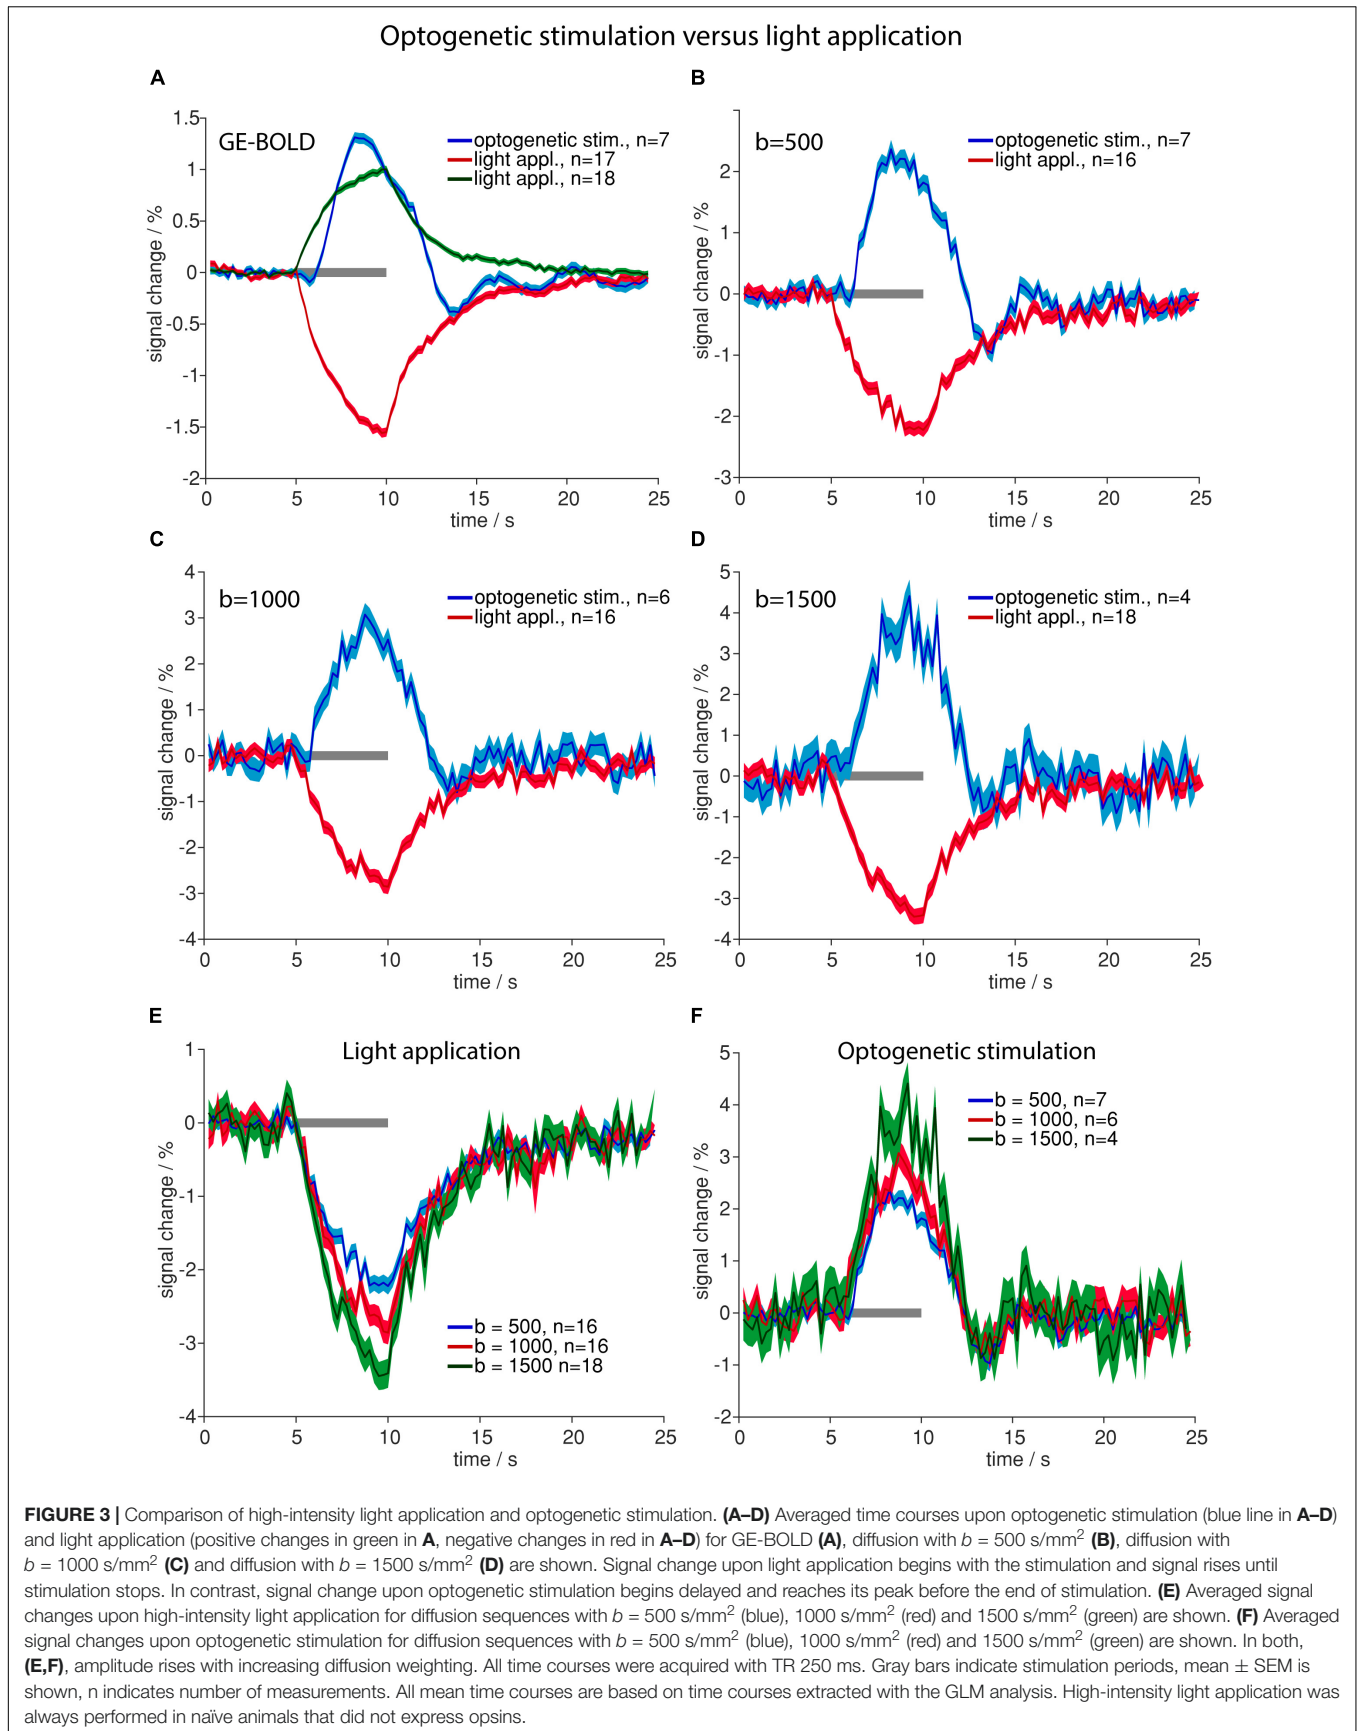 Optogenetic stimulation versus light application
A
GE-BOLD
optogenetic stim., n=7
light appl., n=17
light appl., n=18
signal change / %
1.5
1
0.5
0
-0.5
-1
-1.5
-2
0 5 10 15 20 25
time / s
B
b=500
optogenetic stim., n=7
light appl., n=16
signal change / %
2
1
0
-1
-2
-3
0 5 10 15 20 25
time / s
C
b=1000
optogenetic stim., n=6
light appl., n=16
signal change / %
4
3
2
1
0
-1
-2
-3
-4
0 5 10 15 20 25
time / s
D
b=1500
optogenetic stim., n=4
light appl., n=18
signal change / %
5
4
3
2
1
0
-1
-2
-3
-4
0 5 10 15 20 25
time / s
E
Light application
signal change / %
1
0
-1
-2
-3
-4
b = 500, n=16
b = 1000, n=16
b = 1500 n=18
0 5 10 15 20 25
time / s
F
Optogenetic stimulation
b = 500, n=7
b = 1000, n=6
b = 1500, n=4
signal change / %
5
4
3
2
1
0
-1
-2
0 5 10 15 20 25
time / s
FIGURE 3 | Comparison of high-intensity light application and optogenetic stimulation. (A–D) Averaged time courses upon optogenetic stimulation (blue line in A–D)
and light application (positive changes in green in A, negative changes in red in A–D) for GE-BOLD (A), diffusion with b = 500 s/mm² (B), diffusion with
b = 1000 s/mm² (C) and diffusion with b = 1500 s/mm² (D) are shown. Signal change upon light application begins with the stimulation and signal rises until
stimulation stops. In contrast, signal change upon optogenetic stimulation begins delayed and reaches its peak before the end of stimulation. (E) Averaged signal
changes upon high-intensity light application for diffusion sequences with b = 500 s/mm² (blue), 1000 s/mm² (red) and 1500 s/mm² (green) are shown. (F) Averaged
signal changes upon optogenetic stimulation for diffusion sequences with b = 500 s/mm² (blue), 1000 s/mm² (red) and 1500 s/mm² (green) are shown. In both,
(E,F), amplitude rises with increasing diffusion weighting. All time courses were acquired with TR 250 ms. Gray bars indicate stimulation periods, mean ± SEM is
shown, n indicates number of measurements. All mean time courses are based on time courses extracted with the GLM analysis. High-intensity light application was
always performed in naïve animals that did not express opsins.